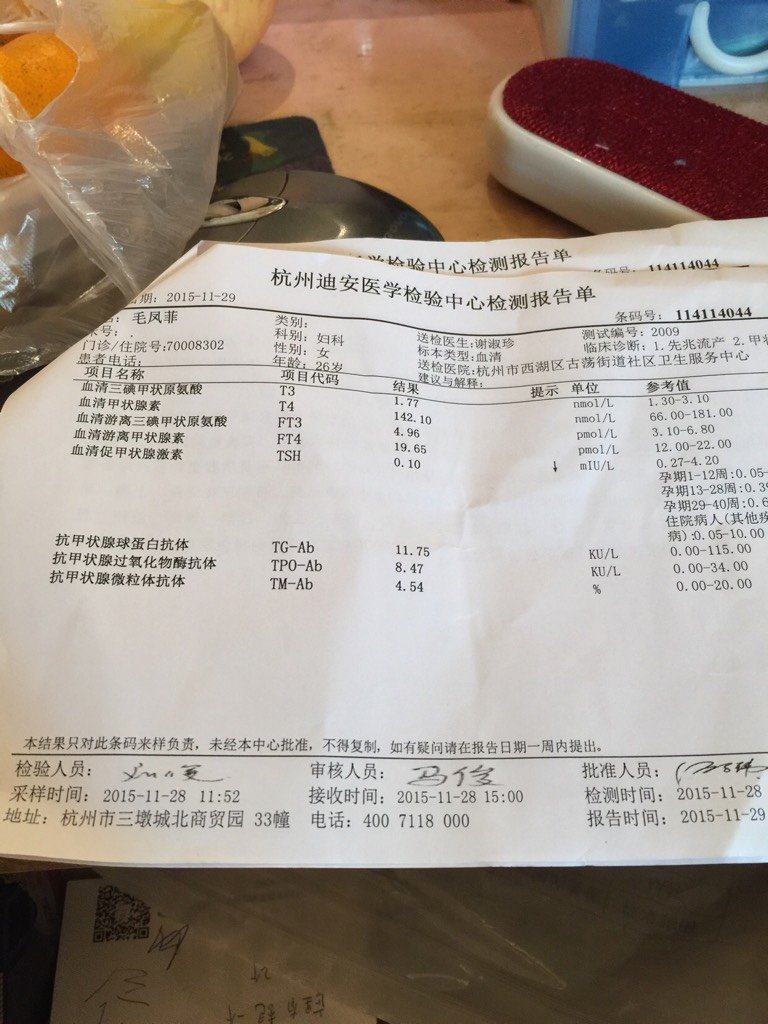 学检验中心检测报告单
条码号: 114114044
杭州迪安医学检验中心检测报告单
日期: 2015-11-29
条码号: 114114044
毛凤菲
类别:
科别: 妇科
送检医生:谢淑珍
测试编号: 2009
性别: 女
标本类型:血清
临床诊断: 1.先兆流产 2.甲
门诊/住院号:70008302
年龄: 26岁
送检医院:杭州市西湖区古荡街道社区卫生服务中心
患者电话:
建议与解释:
项目名称 项目代码 结果 提示 单位 参考值
血清三碘甲状原氨酸 T3 1.77 nmol/L 1.30-3.10
血清甲状腺素 T4 142.10 nmol/L 66.00-181.00
血清游离三碘甲状原氨酸 FT3 4.96 pmol/L 3.10-6.80
血清游离甲状腺素 FT4 19.65 pmol/L 12.00-22.00
血清促甲状腺激素 TSH 0.10 ↓ mIU/L 0.27-4.20
孕期1-12周:0.05-
孕期13-28周:0.3
孕期29-40周:0.6
住院病人(其他疾
病):0.05-10.00
抗甲状腺球蛋白抗体 TG-Ab 11.75 KU/L 0.00-115.00
抗甲状腺过氧化物酶抗体 TPO-Ab 8.47 KU/L 0.00-34.00
抗甲状腺微粒体抗体 TM-Ab 4.54 % 0.00-20.00
本结果只对此条码来样负责，未经本中心批准，不得复制，如有疑问请在报告日期一周内提出。
检验人员: 审核人员: 马俊 批准人员:
采样时间: 2015-11-28 11:52 接收时间: 2015-11-28 15:00 检测时间: 2015-11-28
地址: 杭州市三墩城北商贸园 33幢 电话: 400 7118 000 报告时间: 2015-11-29